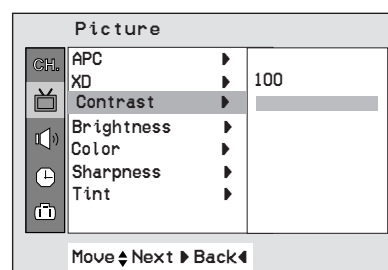 Picture
CH.
APC
XD
Contrast
Brightness
Color
Sharpness
Tint
100
Move Next Back